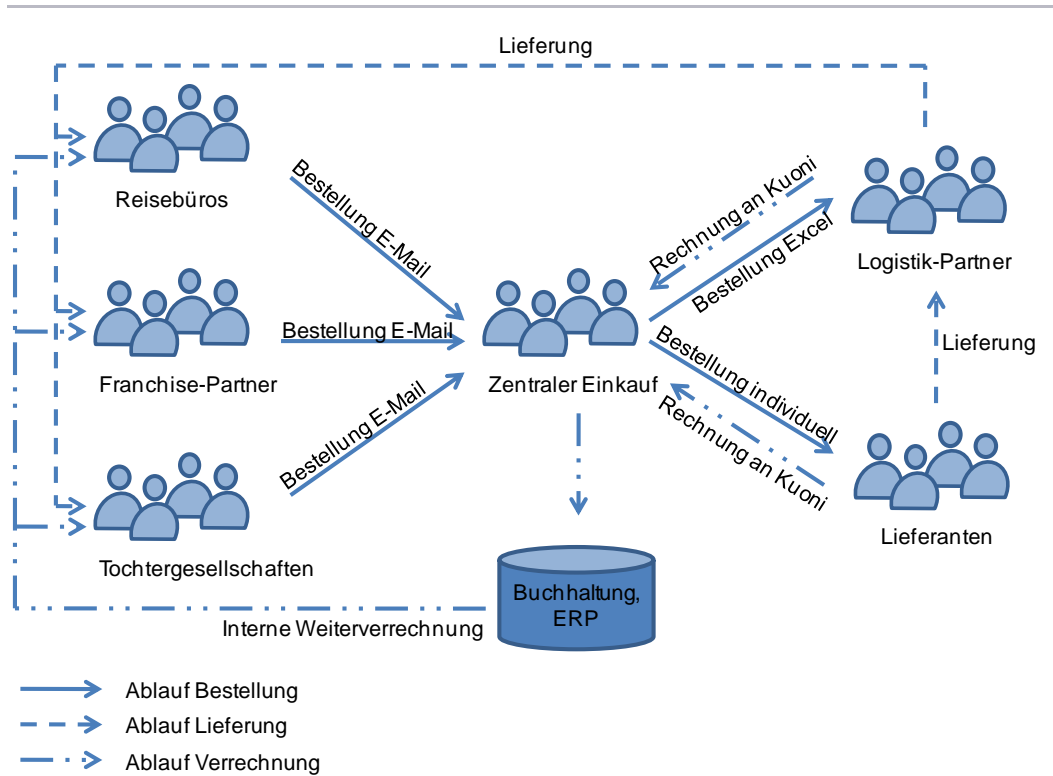 Lieferung
Reisebüros
Bestellung E-Mail
Rechnung an Kuoni
Bestellung Excel
Logistik-Partner
Franchise-Partner
Bestellung E-Mail
Zentraler Einkauf
Lieferung
Bestellung individuell
Rechnung an Kuoni
Bestellung E-Mail
Tochtergesellschaften
Lieferanten
Buchhaltung,
ERP
Interne Weiterverrechnung
Ablauf Bestellung
Ablauf Lieferung
Ablauf Verrechnung